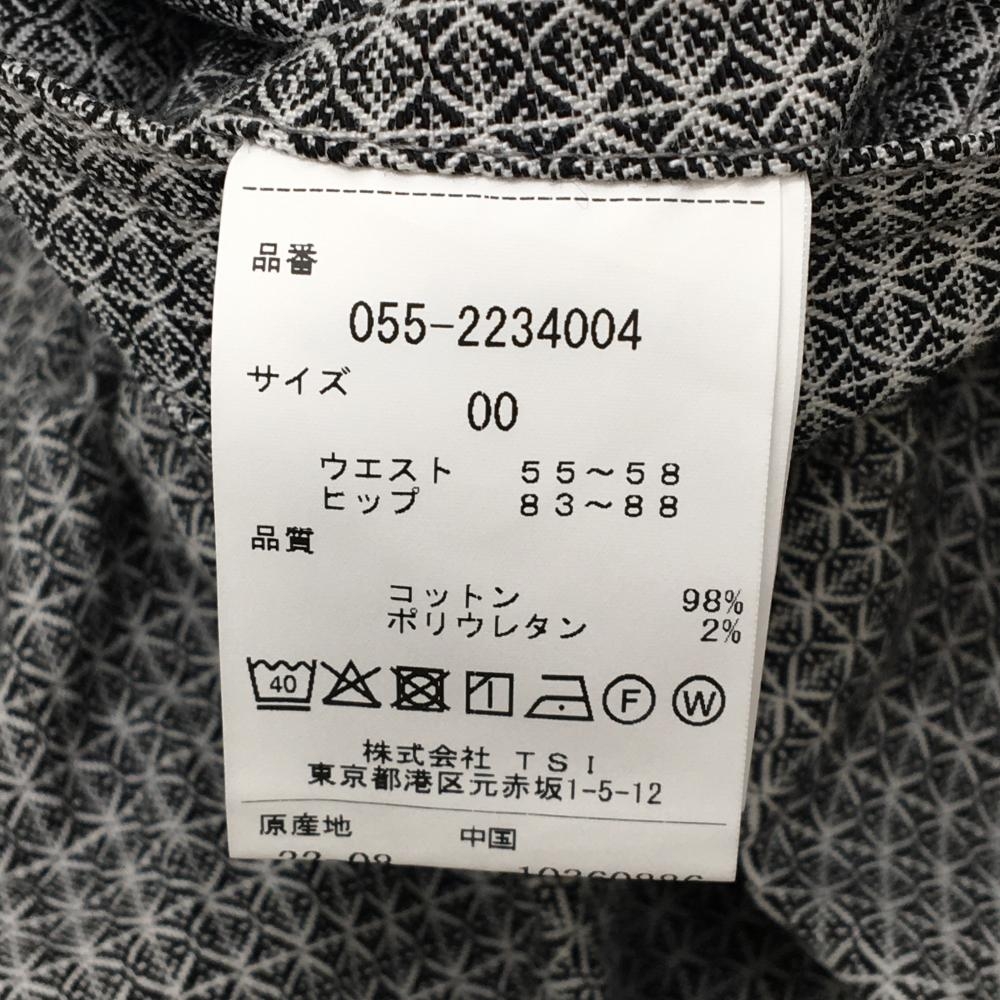 品番
055-2234004
サイズ
00
ウエスト 55～58
ヒップ 83～88
品質
コットン 98%
ポリウレタン 2%
40 F W
株式会社 TSI
東京都港区元赤坂1-5-12
原産地 中国